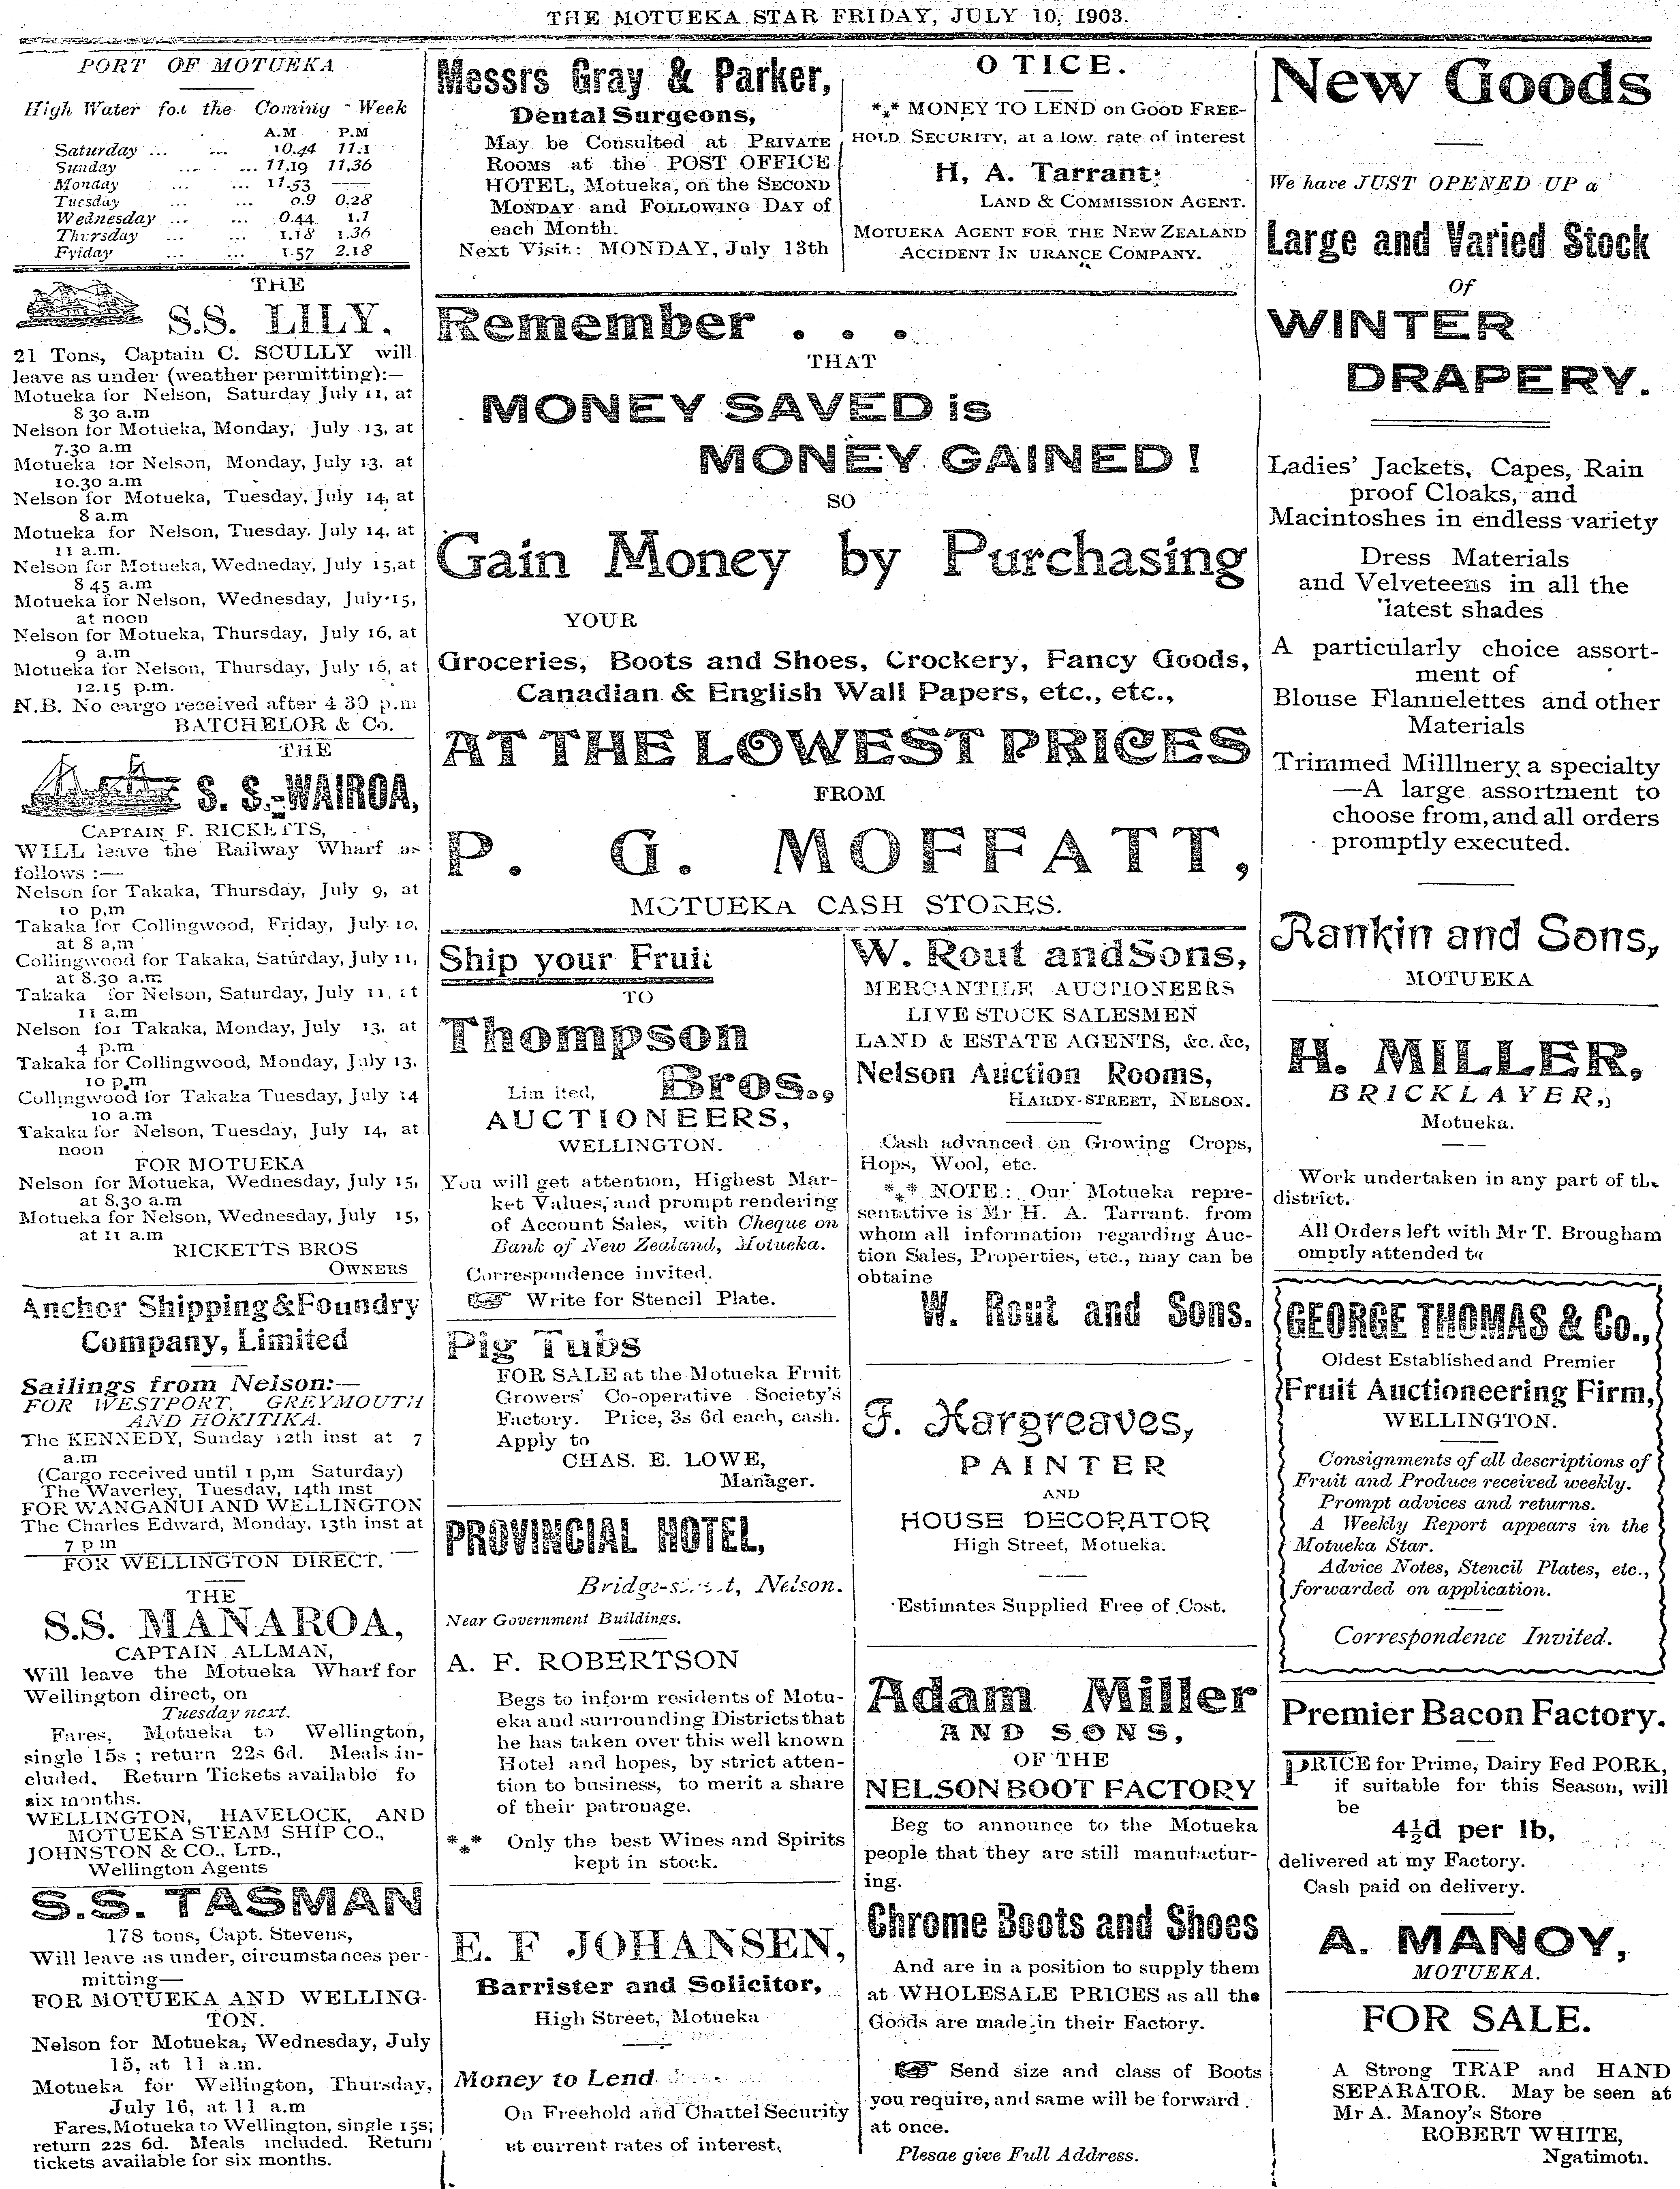 THE MOTUEKA STAR FRIDAY, JULY 10, 1903.
PORT OF MOTUEKA
High Water for the Coming Week
A.M P.M
Saturday ... ... 10.44 11.1
Sunday ... ... 11.19 11,36
Monday ... ... 11.53 ——
Tuesday ... ... 0.9 0.28
Wednesday ... ... 0.44 1.1
Thursday ... ... 1.18 1.36
Friday ... ... 1.57 2.18
THE
S.S. LILY,
21 Tons, Captain C. SCULLY will
leave as under (weather permitting):—
Motueka for Nelson, Saturday July 11, at
8 30 a.m
Nelson for Motueka, Monday, July 13, at
7.30 a.m
Motueka for Nelson, Monday, July 13, at
10.30 a.m
Nelson for Motueka, Tuesday, July 14, at
8 a.m
Motueka for Nelson, Tuesday. July 14, at
11 a.m.
Nelson for Motueka, Wedneday, July 15,at
8 45 a.m
Motueka for Nelson, Wednesday, July 15,
at noon
Nelson for Motueka, Thursday, July 16, at
9 a.m
Motueka for Nelson, Thursday, July 16, at
12.15 p.m.
N.B. No cargo received after 4.30 p.m
BATCHELOR & Co.
THE
S. S. WAIROA,
CAPTAIN F. RICKETTS,
WILL leave the Railway Wharf as
follows :—
Nelson for Takaka, Thursday, July 9, at
10 p,m
Takaka for Collingwood, Friday, July 10,
at 8 a,m
Collingwood for Takaka, Saturday, July 11,
at 8.30 a.m
Takaka for Nelson, Saturday, July 11, at
11 a,m
Nelson for Takaka, Monday, July 13, at
4 p.m
Takaka for Collingwood, Monday, July 13.
10 p,m
Collingwood for Takaka Tuesday, July 14
10 a.m
Takaka for Nelson, Tuesday, July 14, at
noon
FOR MOTUEKA
Nelson for Motueka, Wednesday, July 15,
at 8.30 a.m
Motueka for Nelson, Wednesday, July 15,
at 11 a.m
RICKETTS BROS
OWNERS
Anchor Shipping & Foundry
Company, Limited
Sailings from Nelson:—
FOR WESTPORT, GREYMOUTH
AND HOKITIKA.
The KENNEDY, Sunday 12th inst at 7
a.m
(Cargo received until 1 p,m Saturday)
The Waverley, Tuesday, 14th inst
FOR WANGANUI AND WELLINGTON
The Charles Edward, Monday, 13th inst at
7 p m
FOR WELLINGTON DIRECT.
THE
S.S. MANAROA,
CAPTAIN ALLMAN,
Will leave the Motueka Wharf for
Wellington direct, on
Tuesday next.
Fares, Motueka to Wellington,
single 15s ; return 22s 6d. Meals in-
cluded. Return Tickets available fo
six months.
WELLINGTON, HAVELOCK, AND
MOTUEKA STEAM SHIP CO.,
JOHNSTON & CO., LTD.,
Wellington Agents
S.S. TASMAN
178 tons, Capt. Stevens,
Will leave as under, circumstances per-
mitting—
FOR MOTUEKA AND WELLING-
TON.
Nelson for Motueka, Wednesday, July
15, at 11 a.m.
Motueka for Wellington, Thursday,
July 16, at 11 a.m
Fares, Motueka to Wellington, single 15s;
return 22s 6d. Meals included. Return
tickets available for six months.
Messrs Gray & Parker,
Dental Surgeons,
May be Consulted at PRIVATE
ROOMS at the POST OFFICE
HOTEL, Motueka, on the SECOND
MONDAY and FOLLOWING DAY of
each Month.
Next Visit: MONDAY, July 13th
OTICE.
*** MONEY TO LEND on GOOD FREE-
HOLD SECURITY, at a low rate of interest
H, A. Tarrant;
LAND & COMMISSION AGENT.
MOTUEKA AGENT FOR THE NEW ZEALAND
ACCIDENT IN URANCE COMPANY.
Remember . . .
THAT
MONEY SAVED is
MONEY GAINED !
SO
Gain Money by Purchasing
YOUR
Groceries, Boots and Shoes, Crockery, Fancy Goods,
Canadian & English Wall Papers, etc., etc.,
AT THE LOWEST PRICES
FROM
P. G. MOFFATT,
MOTUEKA CASH STORES.
Ship your Fruit
TO
Thompson
Bros.,
Lim ited,
AUCTIONEERS,
WELLINGTON.
You will get attention, Highest Mar-
ket Values, and prompt rendering
of Account Sales, with Cheque on
Bank of New Zealand, Motueka.
Correspondence invited.
Write for Stencil Plate.
Pig Tubs
FOR SALE at the Motueka Fruit
Growers' Co-operative Society's
Factory. Price, 3s 6d each, cash.
Apply to
CHAS. E. LOWE,
Manager.
PROVINCIAL HOTEL,
Bridge-street, Nelson.
Near Government Buildings.
A. F. ROBERTSON
Begs to inform residents of Motu-
eka and surrounding Districts that
he has taken over this well known
Hotel and hopes, by strict atten-
tion to business, to merit a share
of their patronage.
*** Only the best Wines and Spirits
kept in stock.
E. F JOHANSEN,
Barrister and Solicitor,
High Street, Motueka
Money to Lend
On Freehold and Chattel Security
at current rates of interest.
W. Rout and Sons,
MERCANTILE AUCTIONEERS
LIVE STOCK SALESMEN
LAND & ESTATE AGENTS, &c. &c,
Nelson Auction Rooms,
HARDY-STREET, NELSON.
Cash advanced on Growing Crops,
Hops, Wool, etc.
*** NOTE: Our Motueka repre-
sentative is Mr H. A. Tarrant, from
whom all information regarding Auc-
tion Sales, Properties, etc., may can be
obtaine
W. Rout and Sons.
F. Hargreaves,
PAINTER
AND
HOUSE DECORATOR
High Street, Motueka.
Estimates Supplied Free of Cost.
Adam Miller
AND SONS,
OF THE
NELSON BOOT FACTORY
Beg to announce to the Motueka
people that they are still manufactur-
ing.
Chrome Boots and Shoes
And are in a position to supply them
at WHOLESALE PRICES as all the
Goods are made in their Factory.
Send size and class of Boots
you require, and same will be forward
at once.
Plesae give Full Address.
New Goods
We have JUST OPENED UP a
Large and Varied Stock
Of
WINTER
DRAPERY.
Ladies' Jackets, Capes, Rain
proof Cloaks, and
Macintoshes in endless variety
Dress Materials
and Velveteens in all the
latest shades
A particularly choice assort-
ment of
Blouse Flannelettes and other
Materials
Trimmed Milllnery a specialty
—A large assortment to
choose from, and all orders
promptly executed.
Rankin and Sons,
MOTUEKA
H. MILLER,
BRICKLAYER,
Motueka.
Work undertaken in any part of the
district.
All Orders left with Mr T. Brougham
omptly attended to
GEORGE THOMAS & Co.,
Oldest Established and Premier
Fruit Auctioneering Firm,
WELLINGTON.
Consignments of all descriptions of
Fruit and Produce received weekly.
Prompt advices and returns.
A Weekly Report appears in the
Motueka Star.
Advice Notes, Stencil Plates, etc.,
forwarded on application.
Correspondence Invited.
Premier Bacon Factory.
PRICE for Prime, Dairy Fed PORK,
if suitable for this Season, will
be
4½d per lb,
delivered at my Factory.
Cash paid on delivery.
A. MANOY,
MOTUEKA.
FOR SALE.
A Strong TRAP and HAND
SEPARATOR. May be seen at
Mr A. Manoy's Store
ROBERT WHITE,
Ngatimoti.